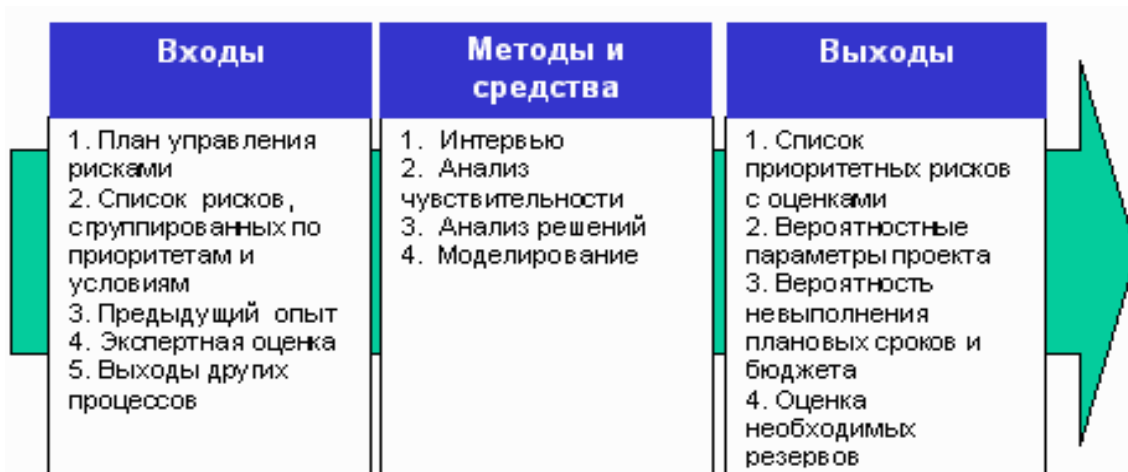 Входы
1. План управления
рисками
2. Список рисков,
сгруппированных по
приоритетам и
условиям
3. Предыдущий опыт
4. Экспертная оценка
5. Выходы других
процессов
Методы и
средства
1. Интервью
2. Анализ
чувствительности
3. Анализ решений
4. Моделирование
Выходы
1. Список
приоритетных рисков
с оценками
2. Вероятностные
параметры проекта
3. Вероятность
невыполнения
плановых сроков и
бюджета
4. Оценка
необходимых
резервов